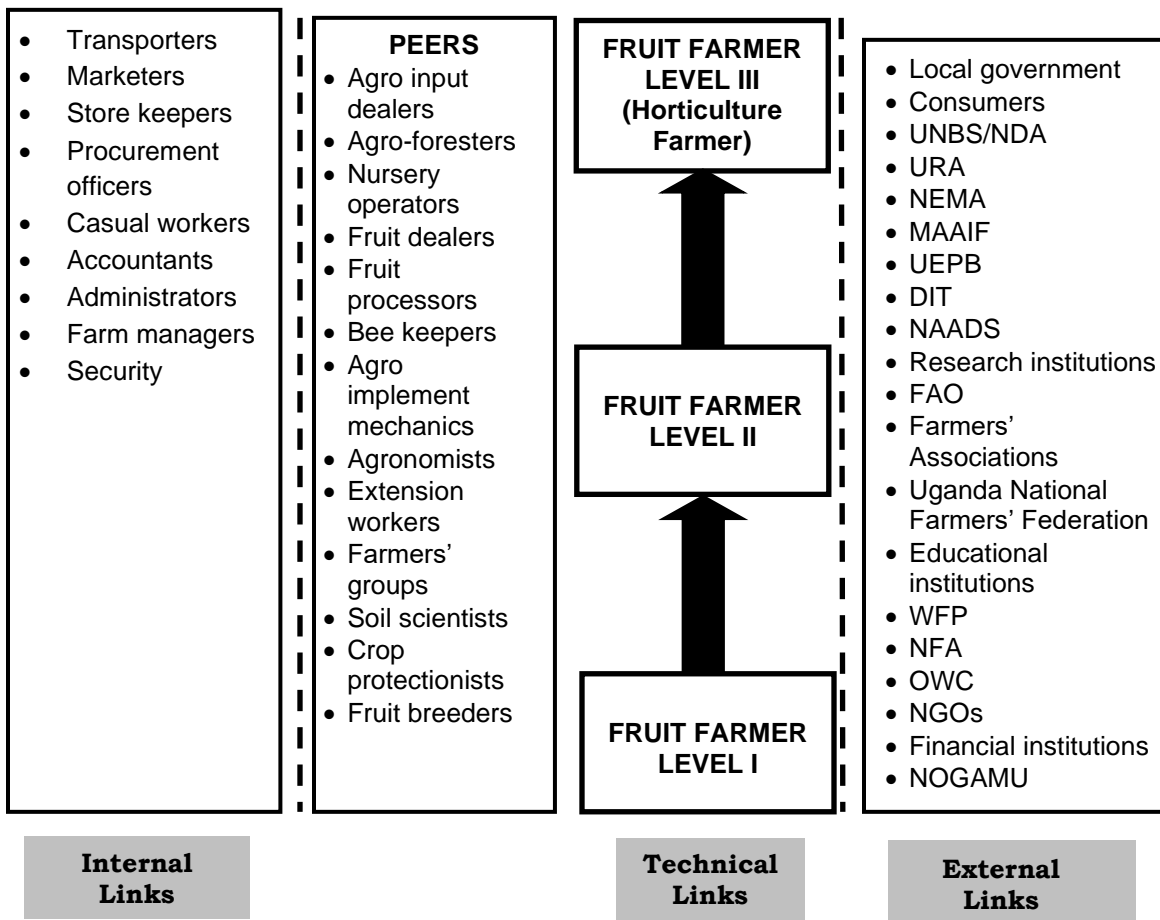 • Transporters
• Marketers
• Store keepers
• Procurement
officers
• Casual workers
• Accountants
• Administrators
• Farm managers
• Security
PEERS
• Agro input
dealers
• Agro-foresters
• Nursery
operators
• Fruit dealers
• Fruit
processors
• Bee keepers
• Agro
implement
mechanics
• Agronomists
• Extension
workers
• Farmers’
groups
• Soil scientists
• Crop
protectionists
• Fruit breeders
FRUIT FARMER
LEVEL III
(Horticulture
Farmer)
FRUIT FARMER
LEVEL II
FRUIT FARMER
LEVEL I
• Local government
• Consumers
• UNBS/NDA
• URA
• NEMA
• MAAIF
• UEPB
• DIT
• NAADS
• Research institutions
• FAO
• Farmers’
Associations
• Uganda National
Farmers’ Federation
• Educational
institutions
• WFP
• NFA
• OWC
• NGOs
• Financial institutions
• NOGAMU
Internal
Links
Technical
Links
External
Links